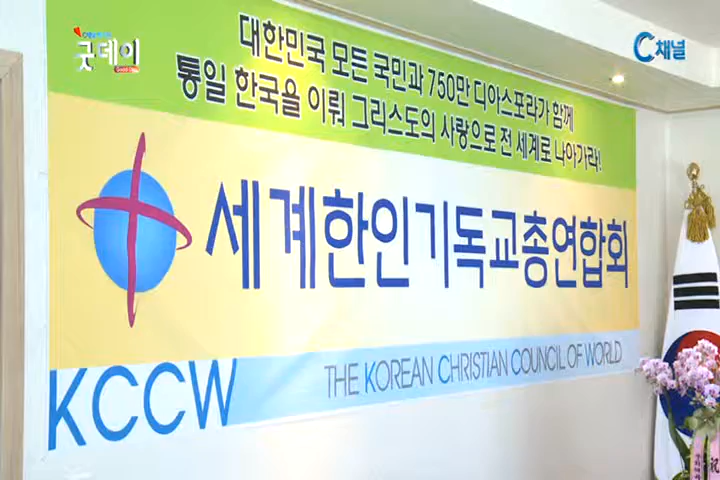 굿데이
C채널
대한민국 모든 국민과 750만 디아스포라가 함께
통일 한국을 이뤄 그리스도의 사랑으로 전 세계로 나아가라!
세계한인기독교총연합회
KCCW THE KOREAN CHRISTIAN COUNCIL OF WORLD
祝